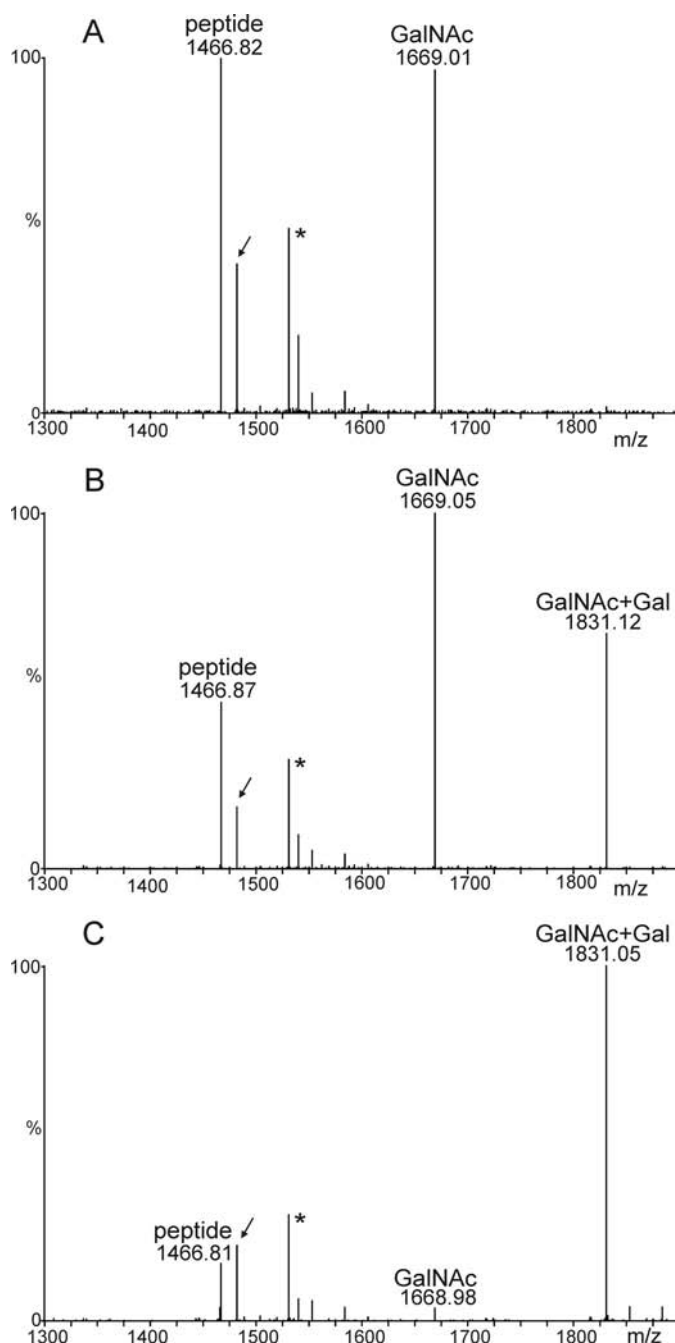 A
peptide
1466.82
GalNAc
1669.01
100
%
*
0
1300 1400 1500 1600 1700 1800 m/z
B
GalNAc
1669.05
100
GalNAc+Gal
1831.12
peptide
1466.87
%
*
0
1300 1400 1500 1600 1700 1800 m/z
C
GalNAc+Gal
1831.05
100
%
*
peptide
1466.81
GalNAc
1668.98
0
1300 1400 1500 1600 1700 1800 m/z